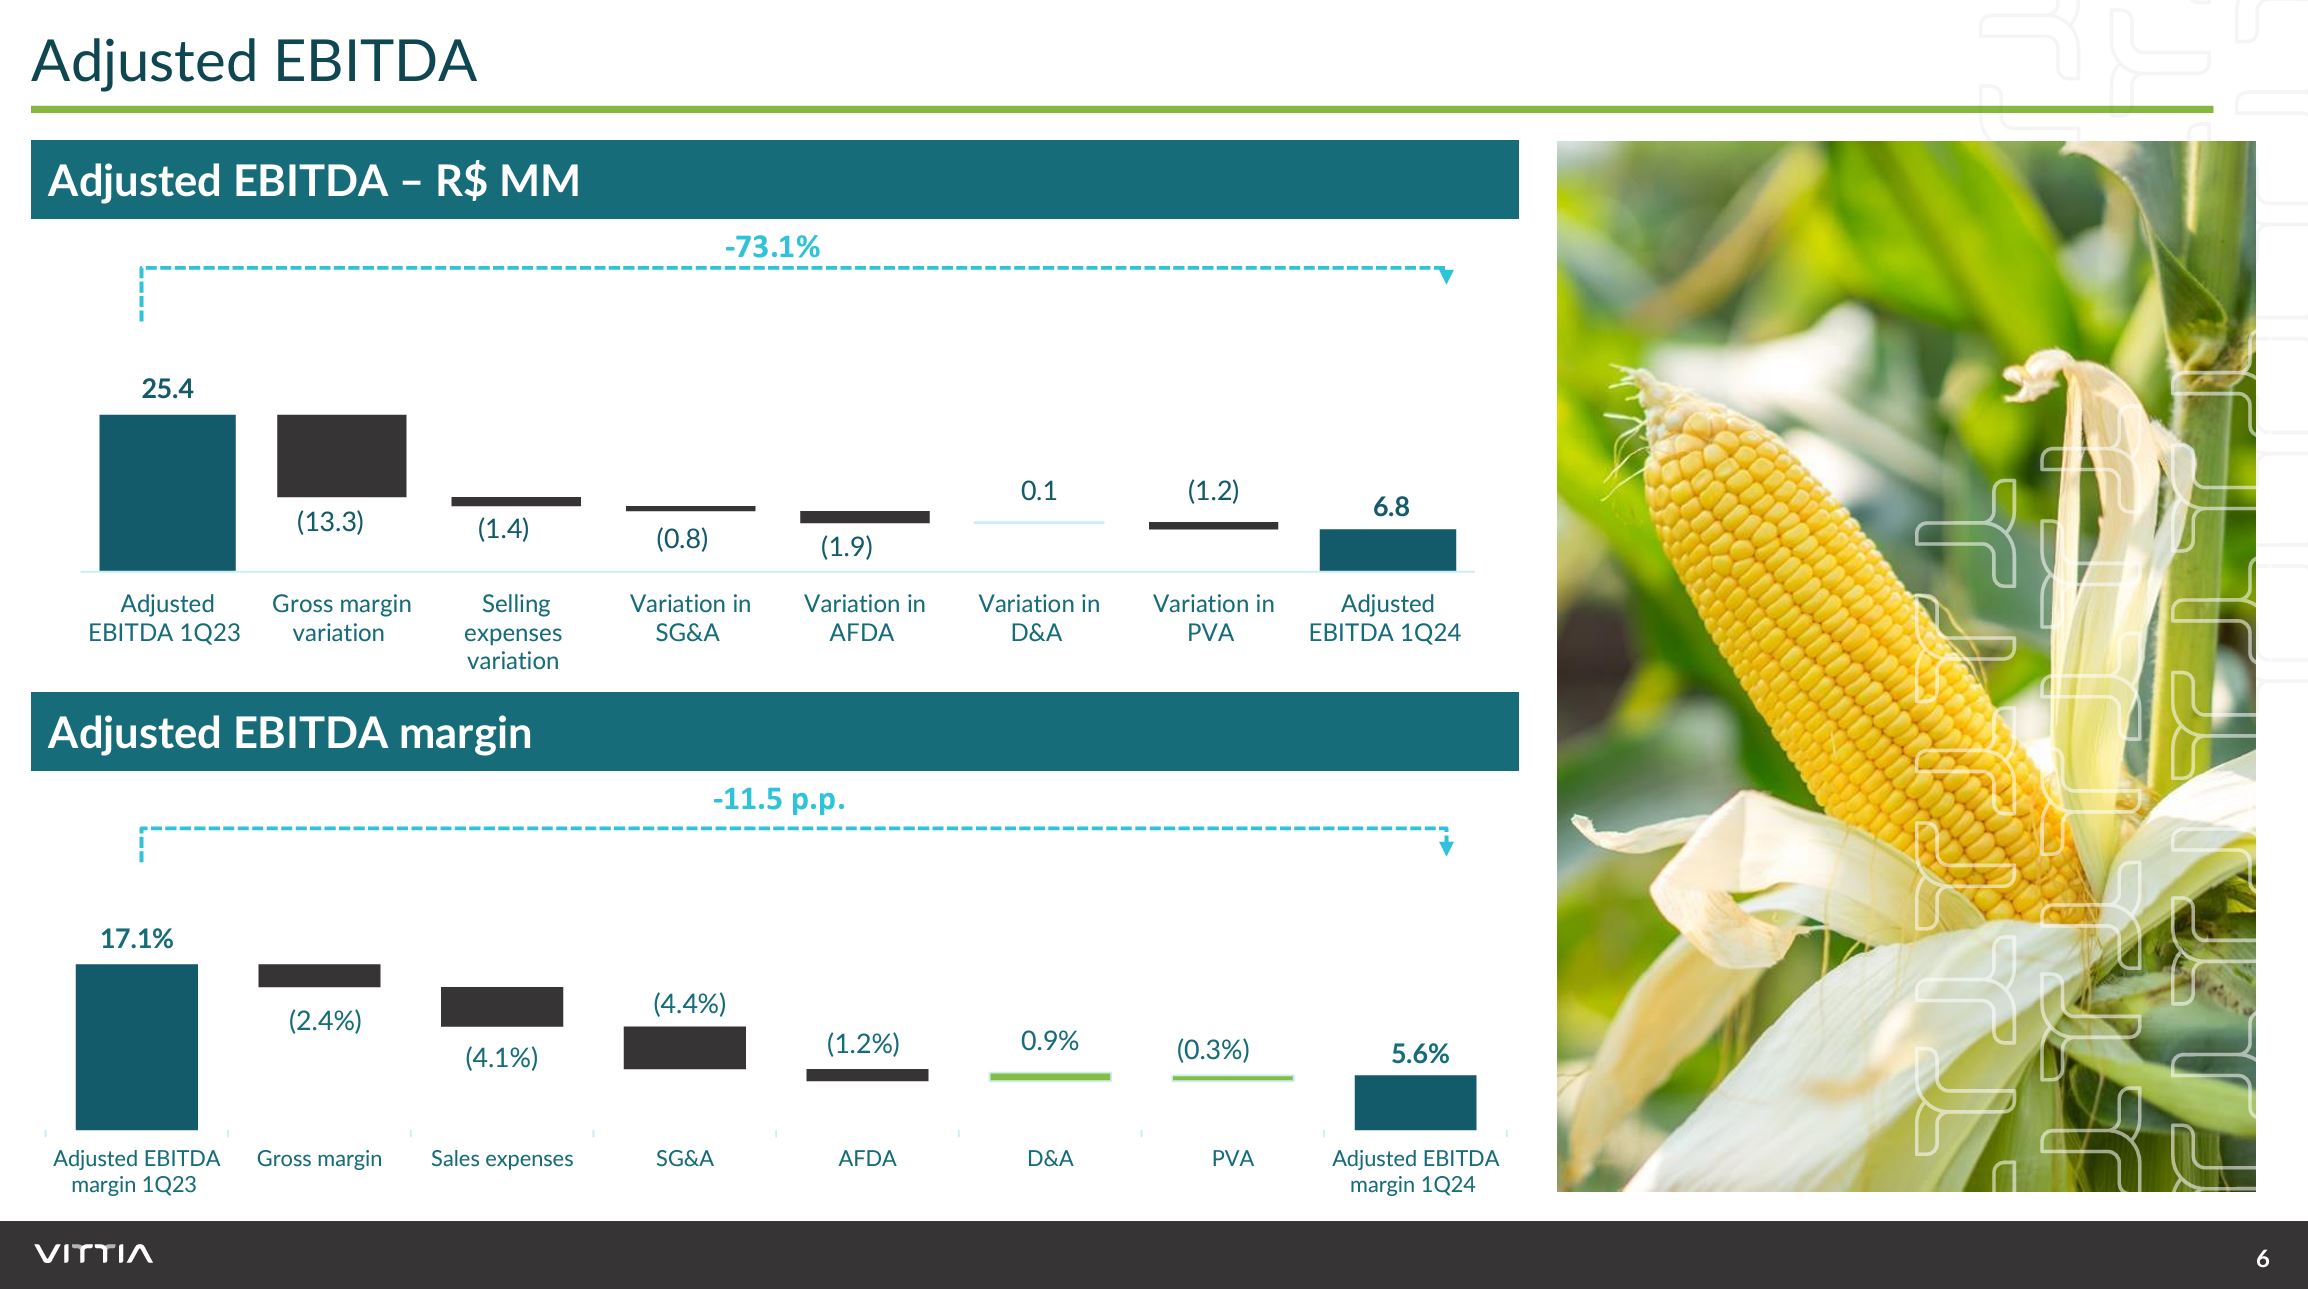 Adjusted EBITDA
Adjusted EBITDA – R$ MM
-73.1%
25.4
(13.3)
(1.4)
(0.8)
(1.9)
0.1
(1.2)
6.8
Adjusted
EBITDA 1Q23
Gross margin
variation
Selling
expenses
variation
Variation in
SG&A
Variation in
AFDA
Variation in
D&A
Variation in
PVA
Adjusted
EBITDA 1Q24
Adjusted EBITDA margin
-11.5 p.p.
17.1%
(2.4%)
(4.1%)
(4.4%)
(1.2%)
0.9%
(0.3%)
5.6%
Adjusted EBITDA
margin 1Q23
Gross margin
Sales expenses
SG&A
AFDA
D&A
PVA
Adjusted EBITDA
margin 1Q24
VITTIA
6